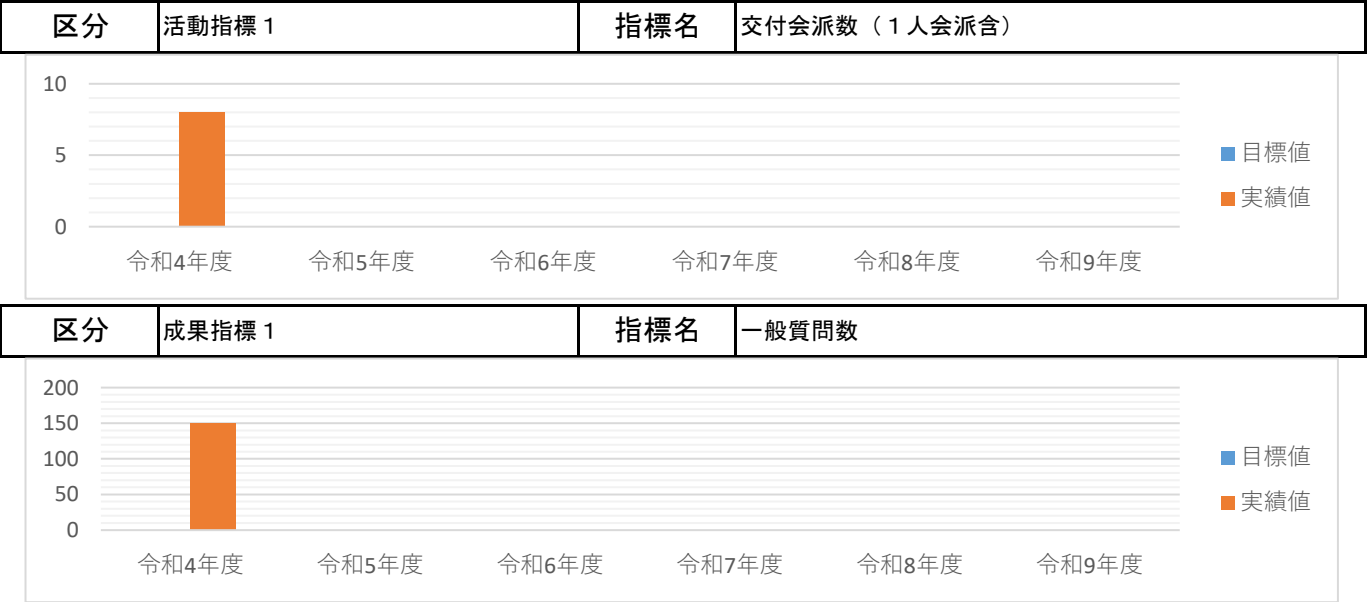 区分 活動指標１ 指標名 交付会派数（１人会派含）
10
5
0
令和4年度 令和5年度 令和6年度 令和7年度 令和8年度 令和9年度
目標値
実績値
区分 成果指標１ 指標名 一般質問数
200
150
100
50
0
令和4年度 令和5年度 令和6年度 令和7年度 令和8年度 令和9年度
目標値
実績値